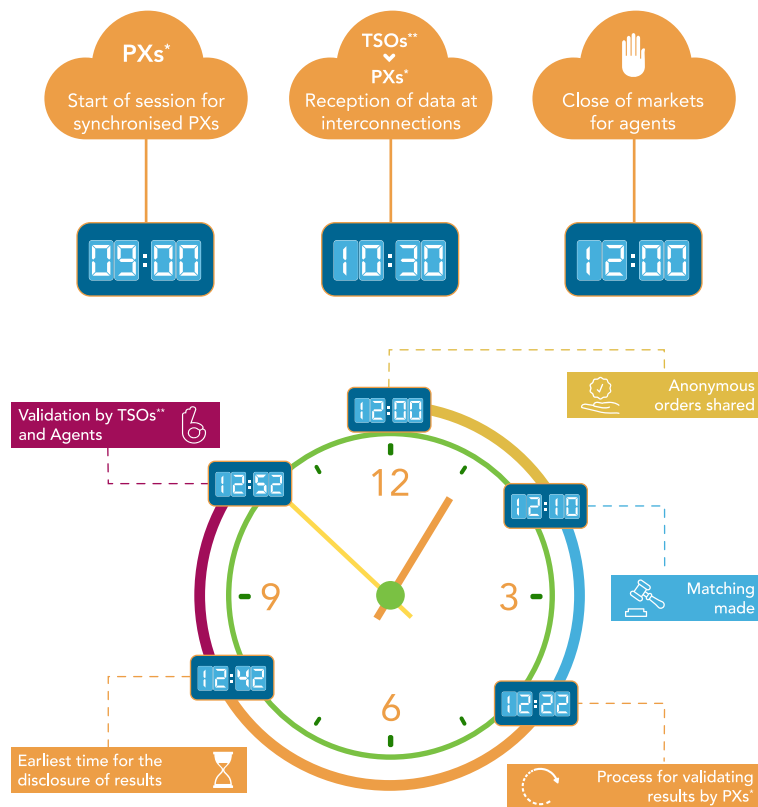 PXs*
Start of session for
synchronised PXs
TSOs**
PXs*
Reception of data at
interconnections
Close of markets
for agents
09:00
10:30
12:00
12:00
Anonymous
orders shared
Validation by TSOs**
and Agents
12:52
12
12:10
9
3
Matching
made
12:42
6
12:22
Earliest time for the
disclosure of results
Process for validating
results by PXs*